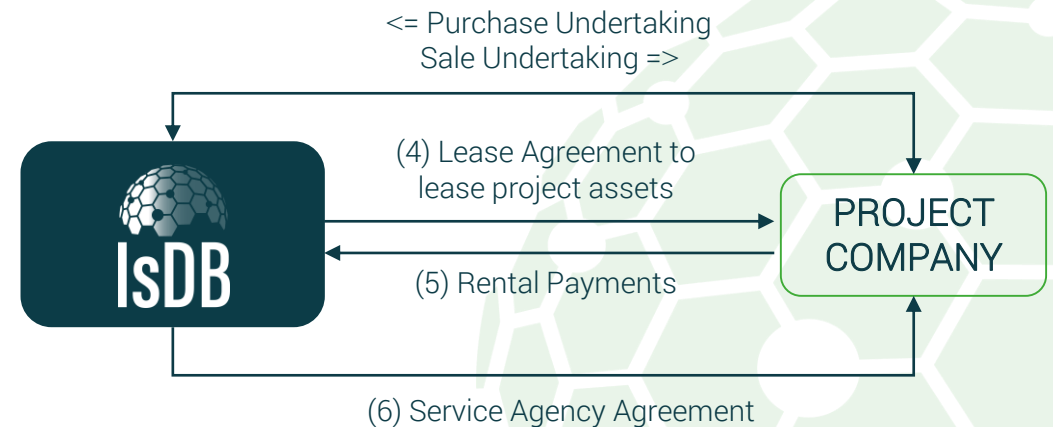 <= Purchase Undertaking
Sale Undertaking =>
(4) Lease Agreement to
lease project assets
IsDB
PROJECT
COMPANY
(5) Rental Payments
(6) Service Agency Agreement